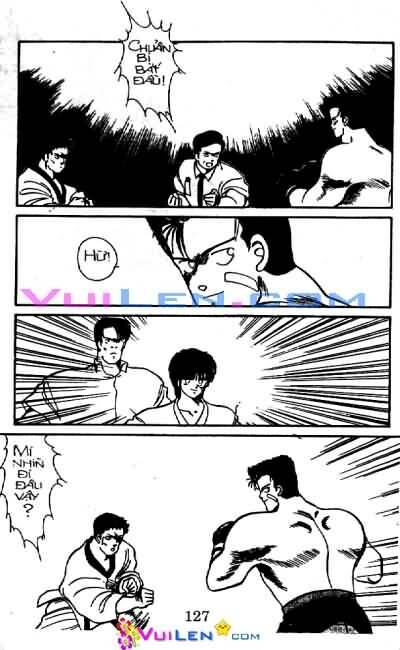 CHUẨN
BỊ
BẮT
ĐẦU!
HỪ!
VUILEN.COM
MI
NHÌN
ĐI
ĐÂU
VẬY
?
127
VUILEN.COM